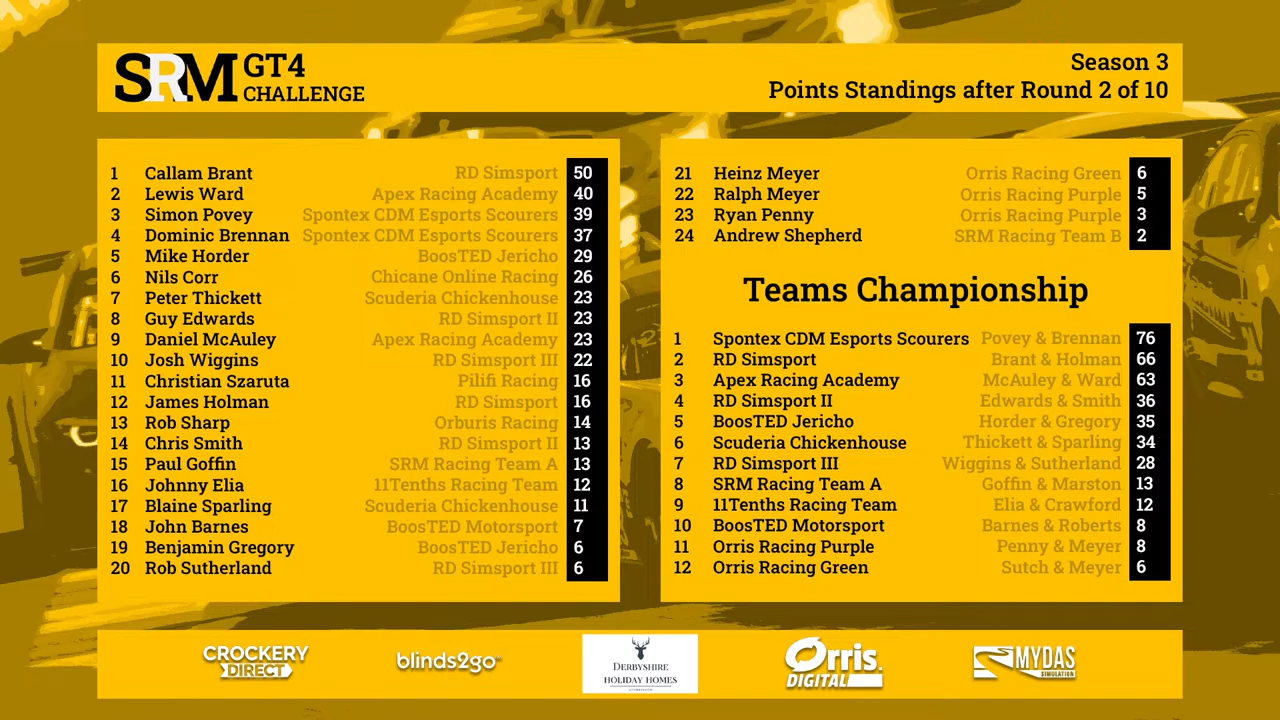 SRM GT4 CHALLENGE
Season 3
Points Standings after Round 2 of 10
1 Callam Brant RD Simsport 50
2 Lewis Ward Apex Racing Academy 40
3 Simon Povey Spontex CDM Esports Scourers 39
4 Dominic Brennan Spontex CDM Esports Scourers 37
5 Mike Horder BoosTED Jericho 29
6 Nils Corr Chicane Online Racing 26
7 Peter Thickett Scuderia Chickenhouse 23
8 Guy Edwards RD Simsport II 23
9 Daniel McAuley Apex Racing Academy 23
10 Josh Wiggins RD Simsport III 22
11 Christian Szaruta Pilifi Racing 16
12 James Holman RD Simsport 16
13 Rob Sharp Orburis Racing 14
14 Chris Smith RD Simsport II 13
15 Paul Goffin SRM Racing Team A 13
16 Johnny Elia 11Tenths Racing Team 12
17 Blaine Sparling Scuderia Chickenhouse 11
18 John Barnes BoosTED Motorsport 7
19 Benjamin Gregory BoosTED Jericho 6
20 Rob Sutherland RD Simsport III 6
21 Heinz Meyer Orris Racing Green 6
22 Ralph Meyer Orris Racing Purple 5
23 Ryan Penny Orris Racing Purple 3
24 Andrew Shepherd SRM Racing Team B 2
Teams Championship
1 Spontex CDM Esports Scourers Povey & Brennan 76
2 RD Simsport Brant & Holman 66
3 Apex Racing Academy McAuley & Ward 63
4 RD Simsport II Edwards & Smith 36
5 BoosTED Jericho Horder & Gregory 35
6 Scuderia Chickenhouse Thickett & Sparling 34
7 RD Simsport III Wiggins & Sutherland 28
8 SRM Racing Team A Goffin & Marston 13
9 11Tenths Racing Team Elia & Crawford 12
10 BoosTED Motorsport Barnes & Roberts 8
11 Orris Racing Purple Penny & Meyer 8
12 Orris Racing Green Sutch & Meyer 6
CROCKERY
DIRECT
blinds2go
DERBYSHIRE
HOLIDAY HOMES
Orris
DIGITAL
MYDAS
SIMULATION